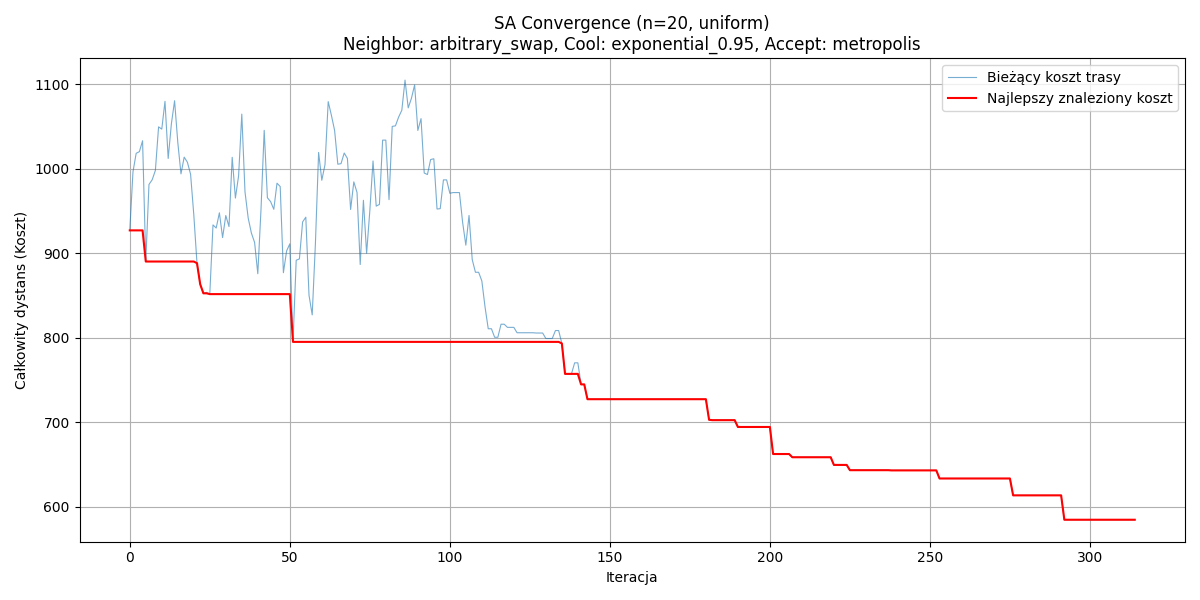 SA Convergence (n=20, uniform)
Neighbor: arbitrary_swap, Cool: exponential_0.95, Accept: metropolis
Bieżący koszt trasy
Najlepszy znaleziony koszt
Całkowity dystans (Koszt)
1100
1000
900
800
700
600
0 50 100 150 200 250 300
Iteracja